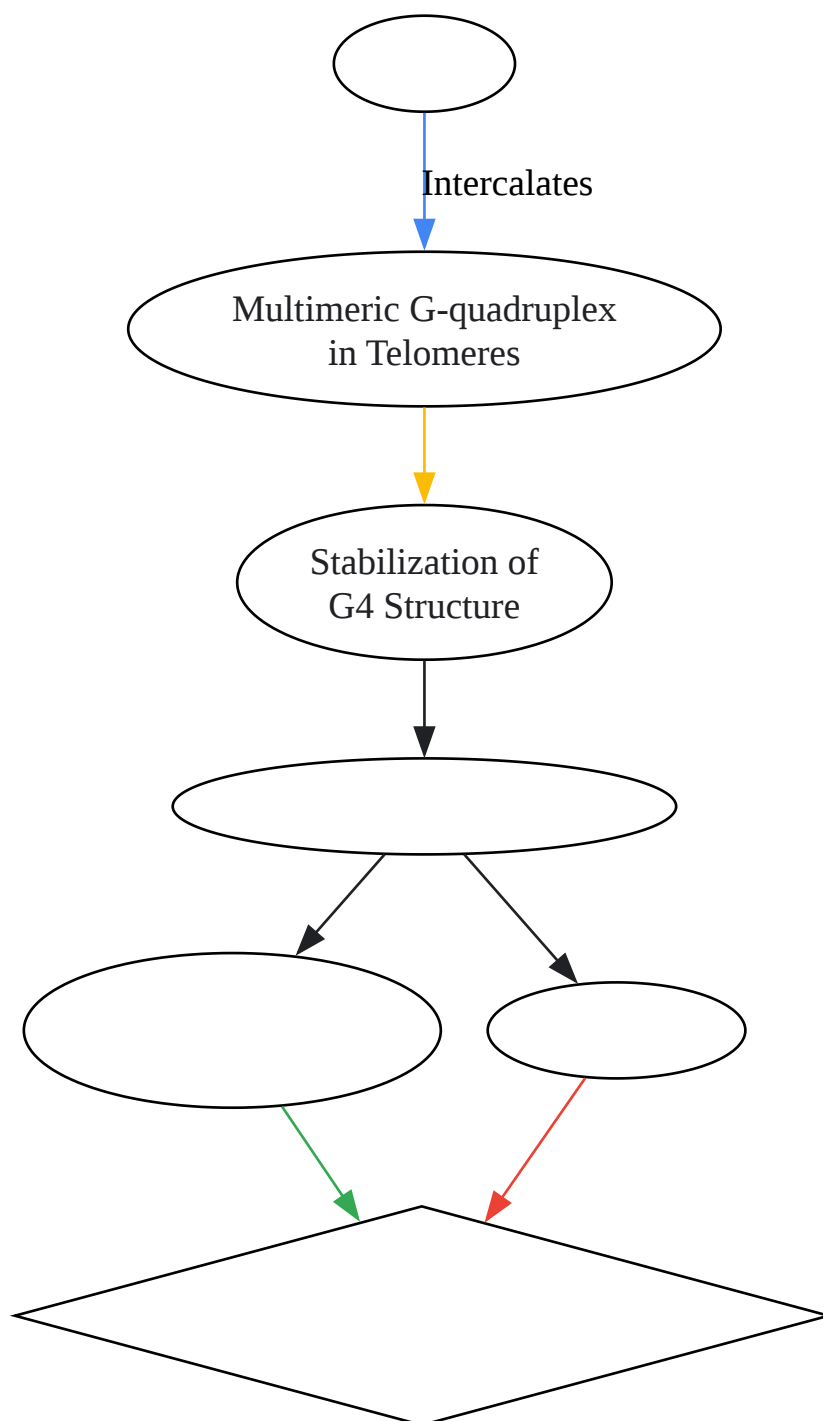 Intercalates
Multimeric G-quadruplex
in Telomeres
Stabilization of
G4 Structure